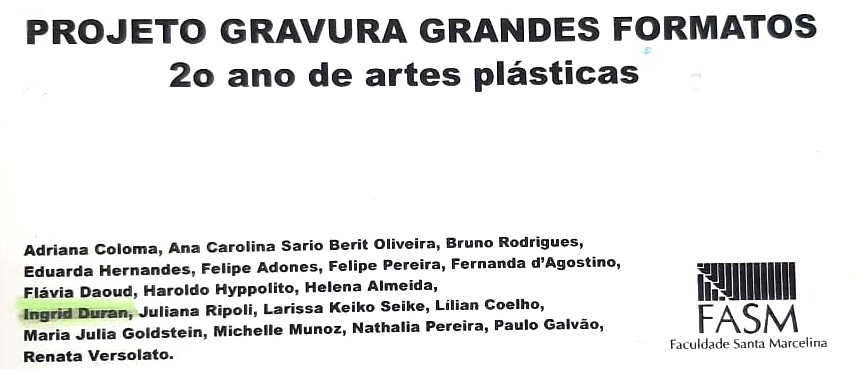 PROJETO GRAVURA GRANDES FORMATOS
2o ano de artes plásticas
Adriana Coloma, Ana Carolina Sario Berit Oliveira, Bruno Rodrigues,
Eduarda Hernandes, Felipe Adones, Felipe Pereira, Fernanda d'Agostino,
Flávia Daoud, Haroldo Hyppolito, Helena Almeida,
Ingrid Duran, Juliana Ripoli, Larissa Keiko Seike, Lílian Coelho,
Maria Julia Goldstein, Michelle Munoz, Nathalia Pereira, Paulo Galvão,
Renata Versolato.
FASM
Faculdade Santa Marcelina